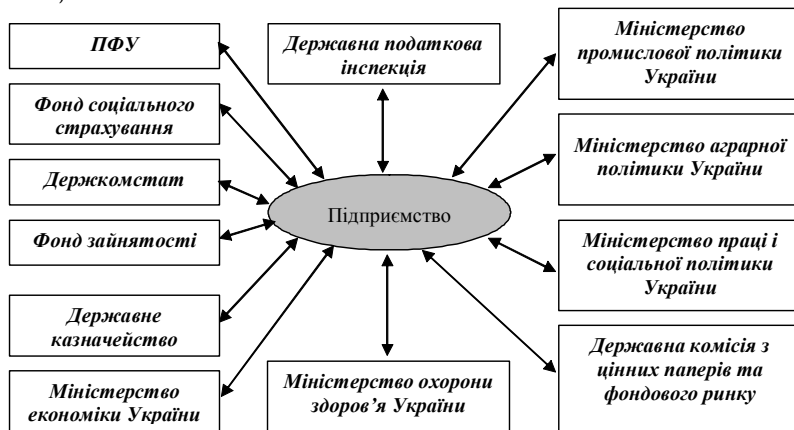 ПФУ
Фонд соціального
страхування
Держкомстат
Фонд зайнятості
Державне
казначейство
Міністерство
економіки України
Державна податкова
інспекція
Підприємство
Міністерство охорони
здоров’я України
Міністерство
промислової політики
України
Міністерство аграрної
політики України
Міністерство праці і
соціальної політики
України
Державна комісія з
цінних паперів та
фондового ринку